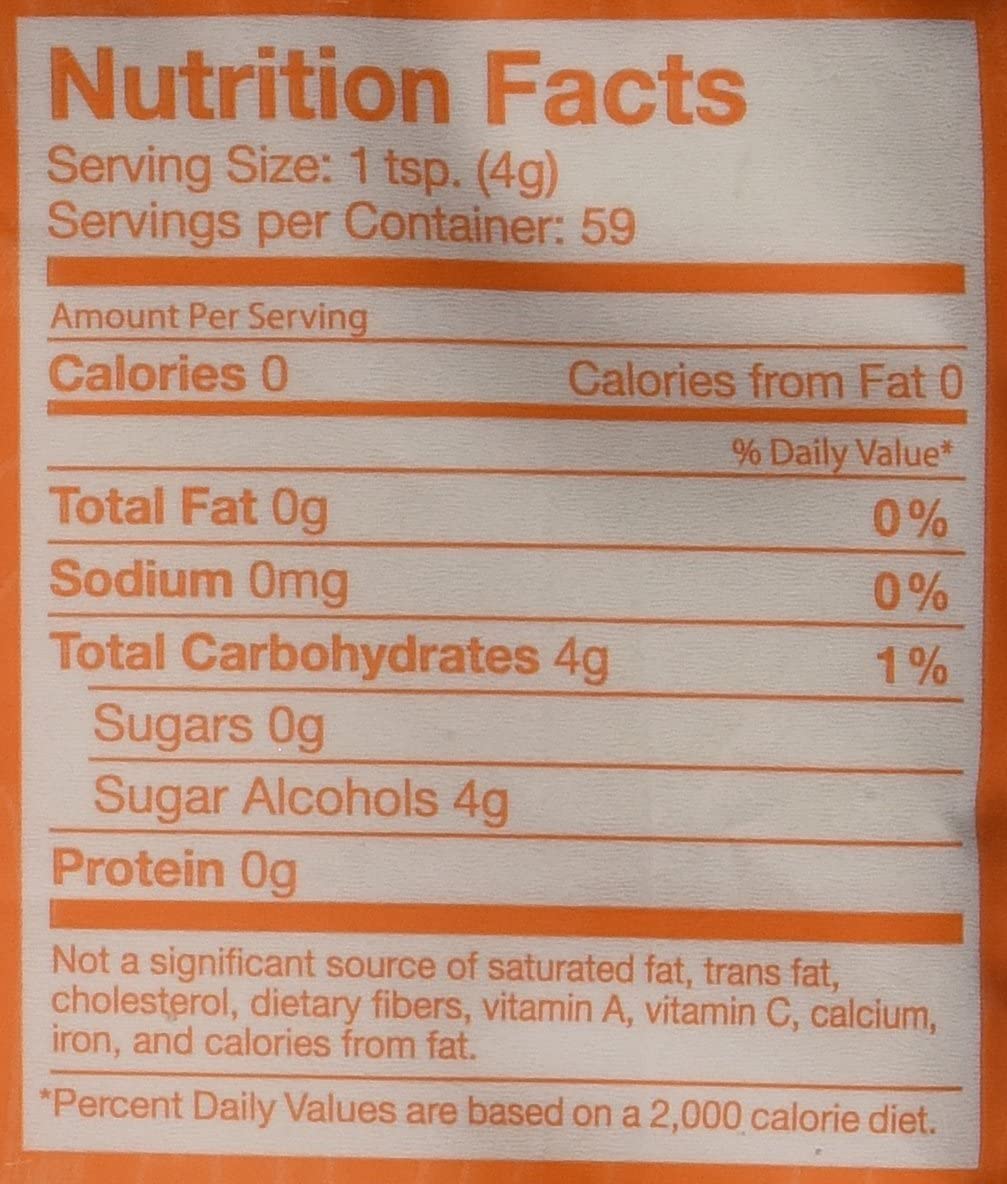 Nutrition Facts
Serving Size: 1 tsp. (4g)
Servings per Container: 59
Amount Per Serving
Calories 0 Calories from Fat 0
% Daily Value*
Total Fat 0g 0%
Sodium 0mg 0%
Total Carbohydrates 4g 1%
Sugars 0g
Sugar Alcohols 4g
Protein 0g
Not a significant source of saturated fat, trans fat,
cholesterol, dietary fibers, vitamin A, vitamin C, calcium,
iron, and calories from fat.
*Percent Daily Values are based on a 2,000 calorie diet.